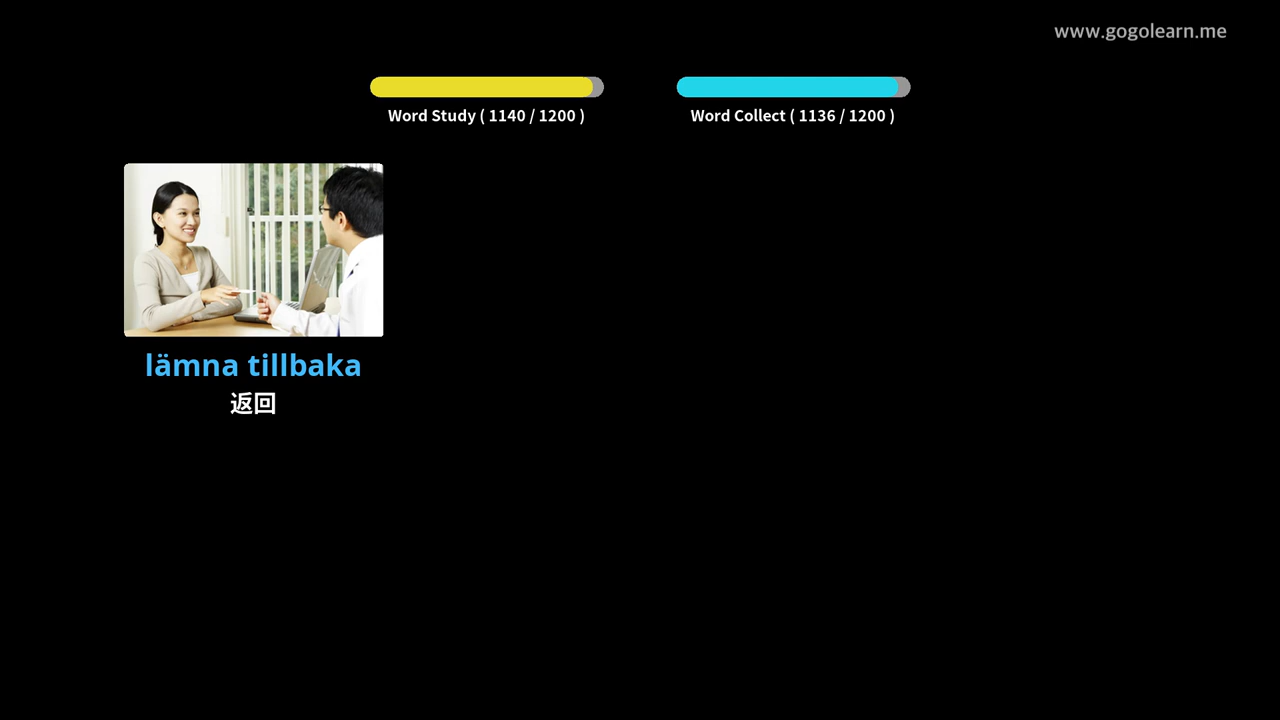 www.gogolearn.me
Word Study ( 1140 / 1200 )
Word Collect ( 1136 / 1200 )
lämna tillbaka
返回